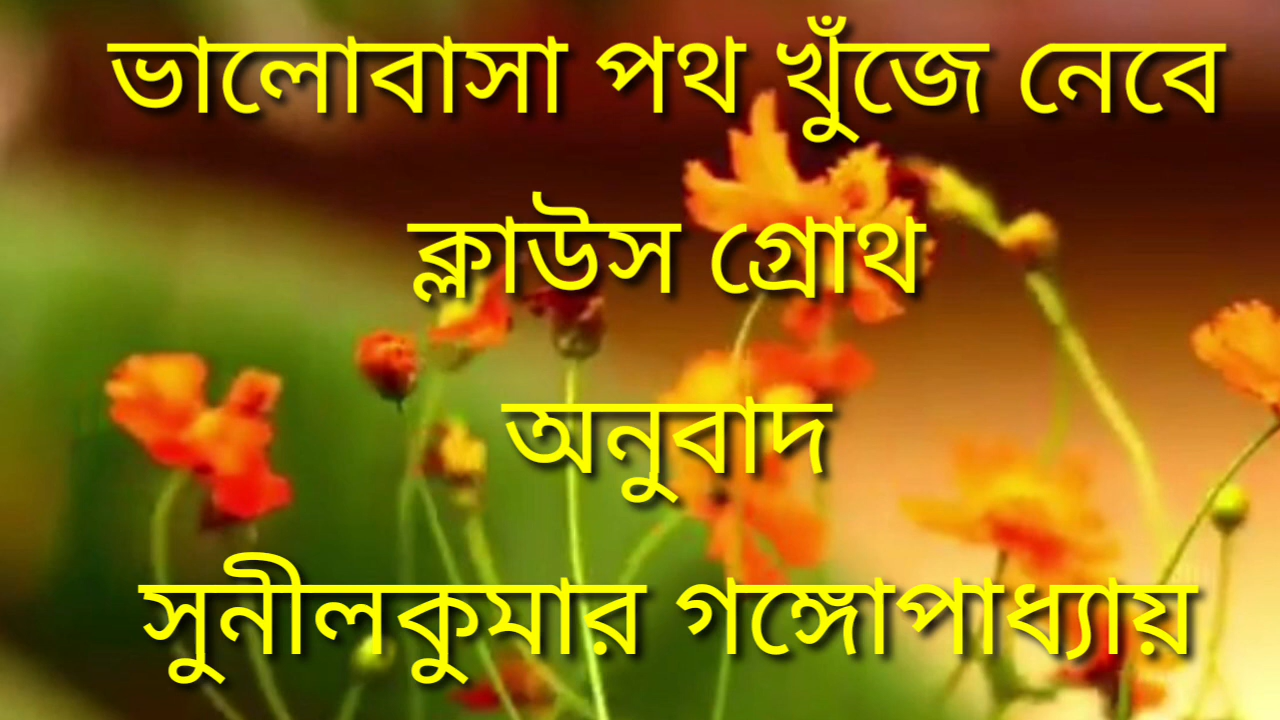 ভালোবাসা পথ খুঁজে নেবে
ক্লাউস গ্রোথ
অনুবাদ
সুনীলকুমার গঙ্গোপাধ্যায়